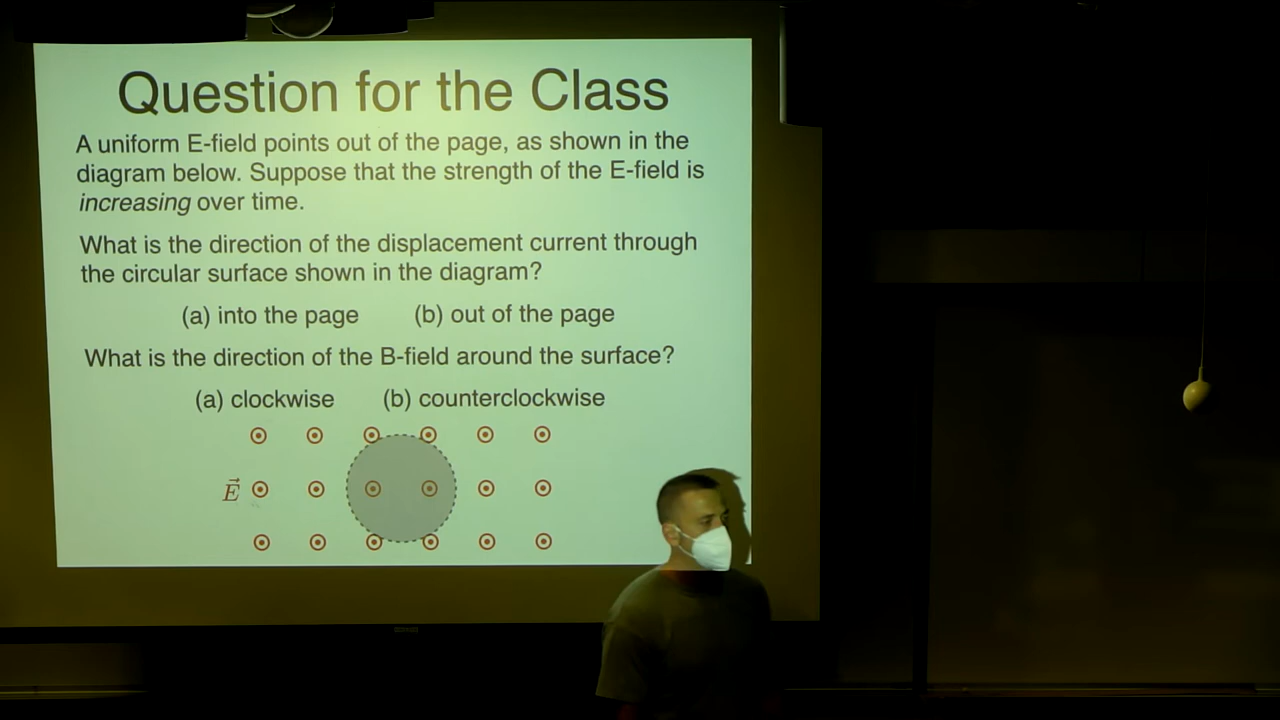 Question for the Class
A uniform E-field points out of the page, as shown in the
diagram below. Suppose that the strength of the E-field is
increasing over time.
What is the direction of the displacement current through
the circular surface shown in the diagram?
(a) into the page (b) out of the page
What is the direction of the B-field around the surface?
(a) clockwise (b) counterclockwise
E⃗